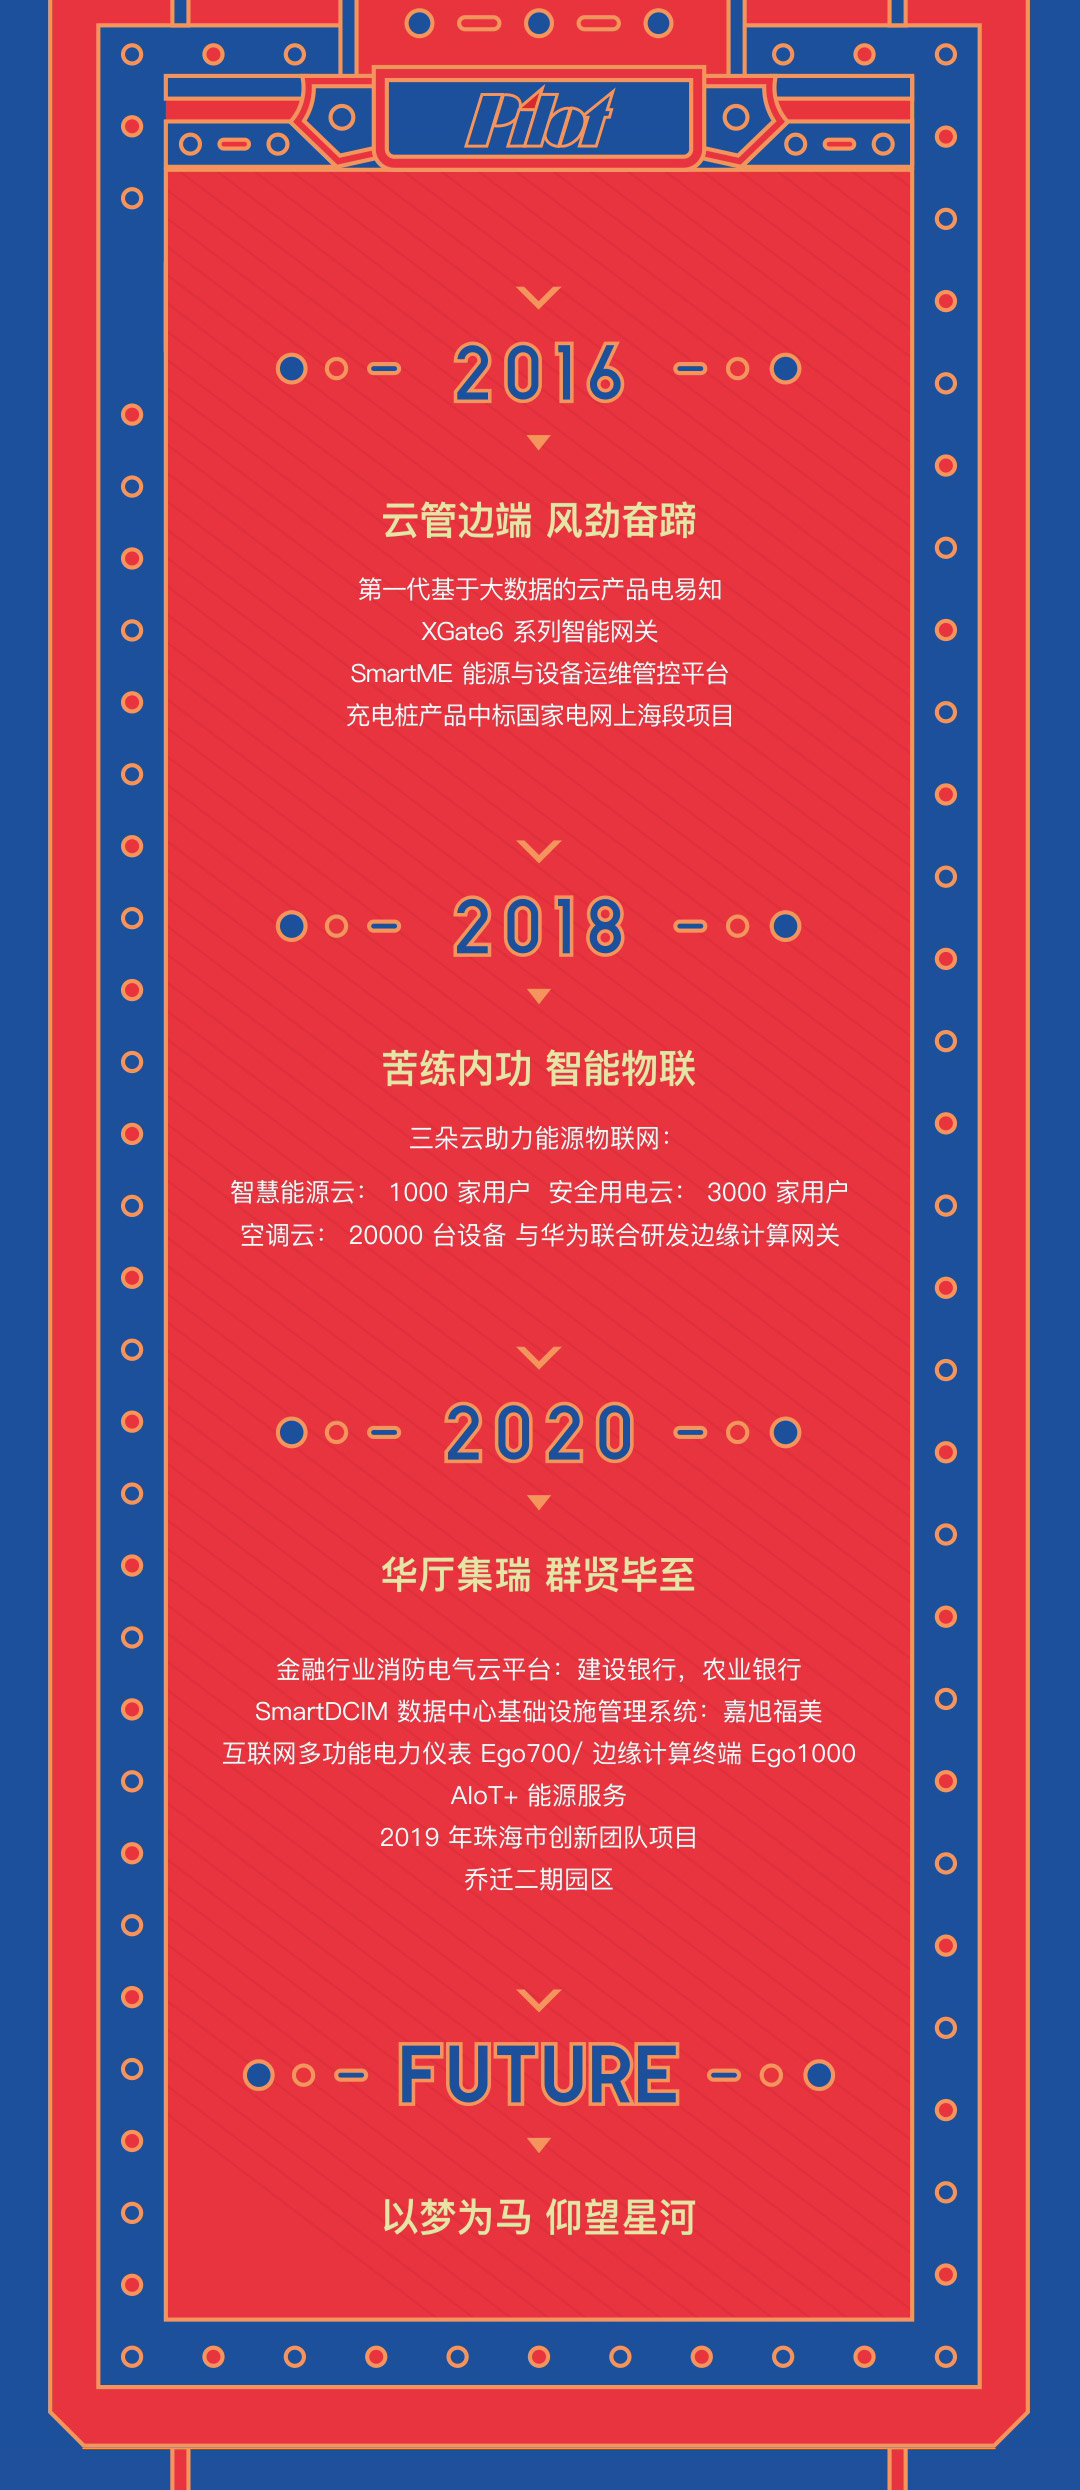 Pilot
2016
云管边端 风劲奋蹄
第一代基于大数据的云产品电易知
XGate6 系列智能网关
SmartME 能源与设备运维管控平台
充电桩产品中标国家电网上海段项目
2018
苦练内功 智能物联
三朵云助力能源物联网：
智慧能源云： 1000 家用户 安全用电云： 3000 家用户
空调云： 20000 台设备 与华为联合研发边缘计算网关
2020
华厅集瑞 群贤毕至
金融行业消防电气云平台：建设银行，农业银行
SmartDCIM 数据中心基础设施管理系统：嘉旭福美
互联网多功能电力仪表 Ego700/ 边缘计算终端 Ego1000
AIoT+ 能源服务
2019 年珠海市创新团队项目
乔迁二期园区
FUTURE
以梦为马 仰望星河